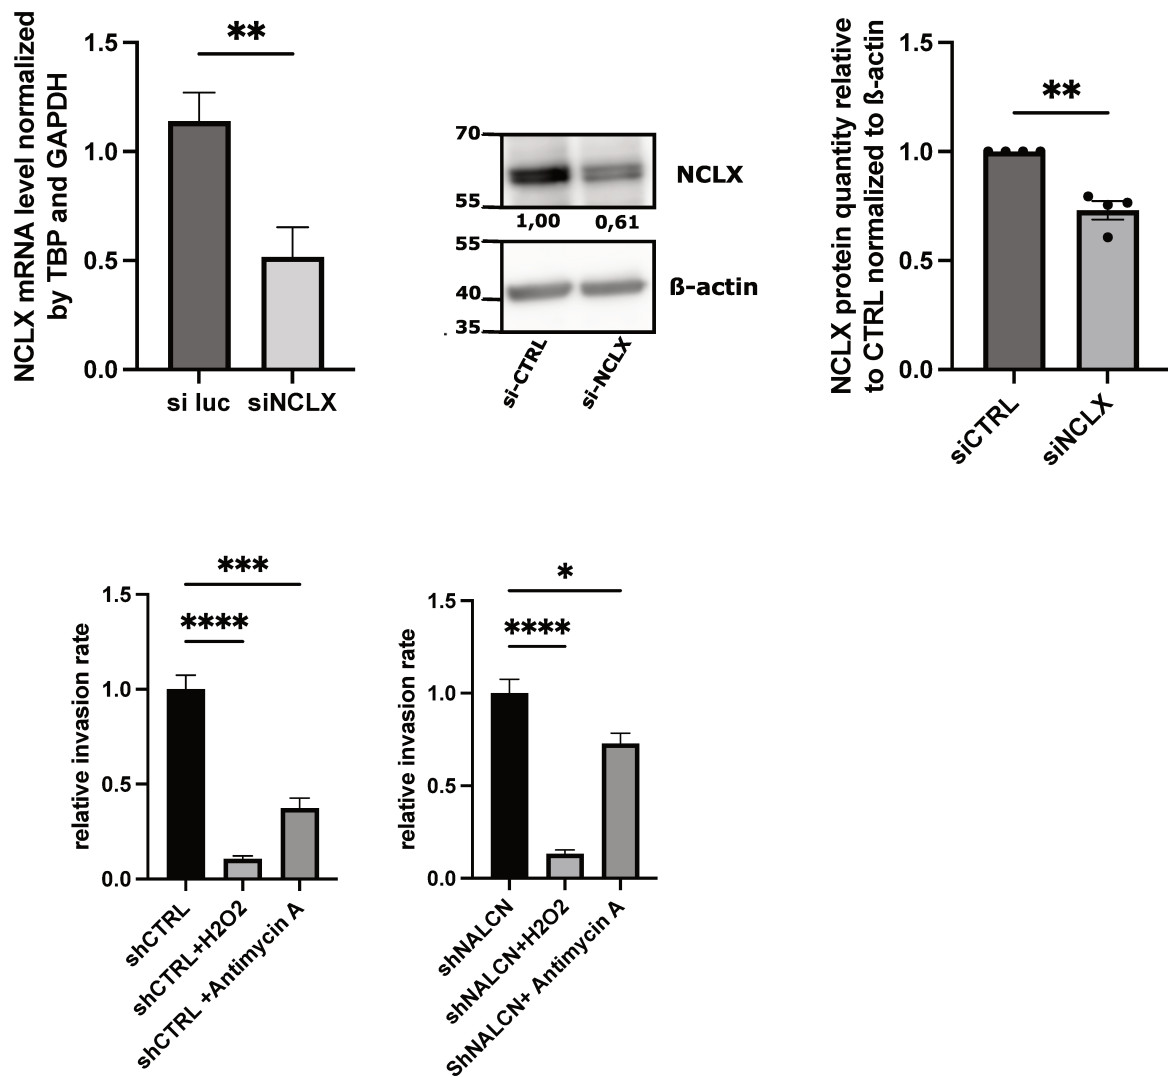 NCLX mRNA level normalized
by TBP and GAPDH
**
1.5
1.0
0.5
0.0
si luc siNCLX
70
55
NCLX
1,00 0,61
55
40
35
ß-actin
si-CTRL
si-NCLX
NCLX protein quantity relative
to CTRL normalized to ß-actin
**
1.5
1.0
0.5
0.0
siCTRL
siNCLX
relative invasion rate
***
****
1.5
1.0
0.5
0.0
shCTRL
shCTRL+H2O2
shCTRL +Antimycin A
relative invasion rate
*
****
1.5
1.0
0.5
0.0
shNALCN
shNALCN+H2O2
ShNALCN+ Antimycin A